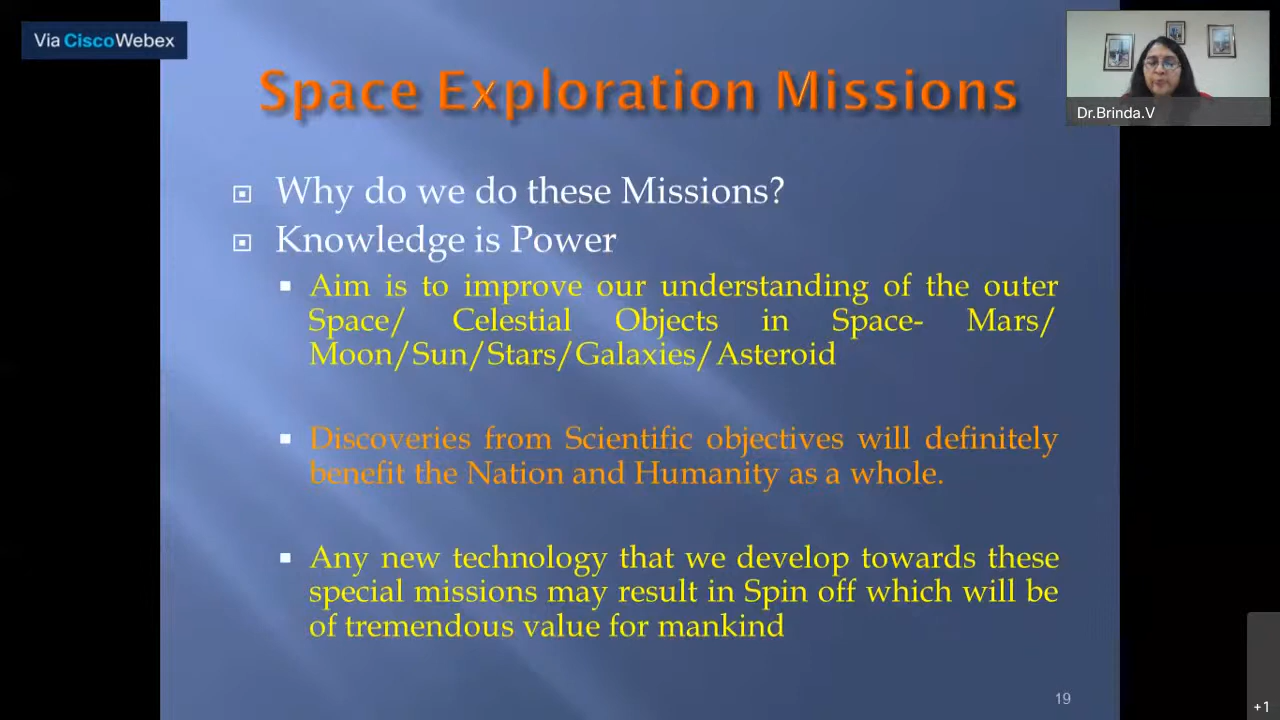 Via CiscoWebex
Space Exploration Missions
Dr.Brinda.V
Why do we do these Missions?
Knowledge is Power
Aim is to improve our understanding of the outer
Space/ Celestial Objects in Space- Mars/
Moon/Sun/Stars/Galaxies/Asteroid
Discoveries from Scientific objectives will definitely
benefit the Nation and Humanity as a whole.
Any new technology that we develop towards these
special missions may result in Spin off which will be
of tremendous value for mankind
19
+1